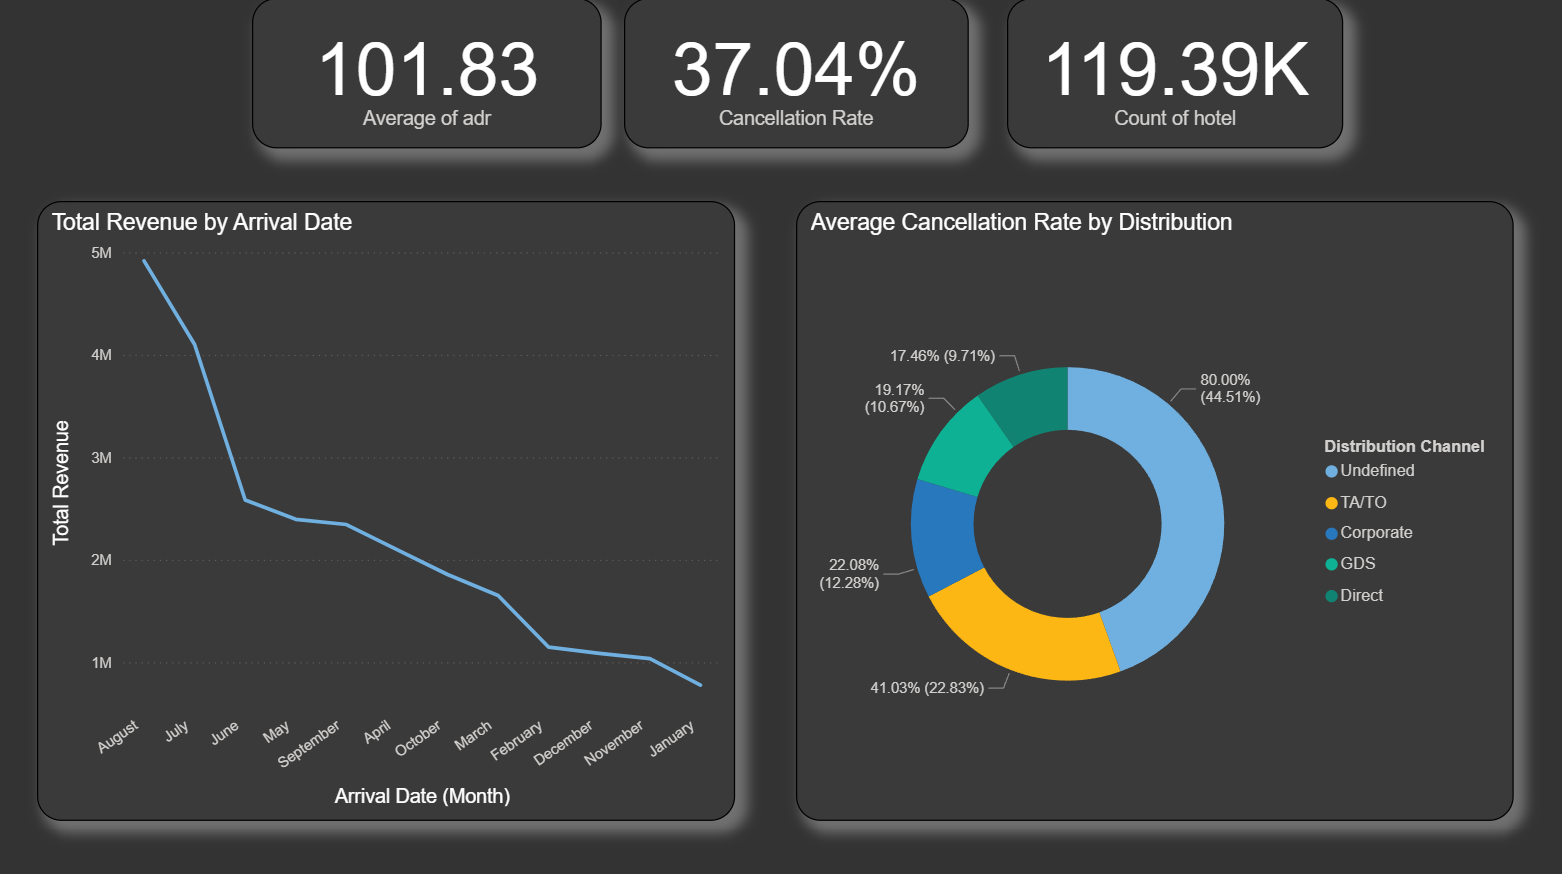 101.83
Average of adr
37.04%
Cancellation Rate
119.39K
Count of hotel
Total Revenue by Arrival Date
5M
4M
3M
2M
1M
Total Revenue
August
July
June
May
September
April
October
March
February
December
November
January
Arrival Date (Month)
Average Cancellation Rate by Distribution
17.46% (9.71%)
19.17%
(10.67%)
80.00%
(44.51%)
22.08%
(12.28%)
41.03% (22.83%)
Distribution Channel
Undefined
TA/TO
Corporate
GDS
Direct